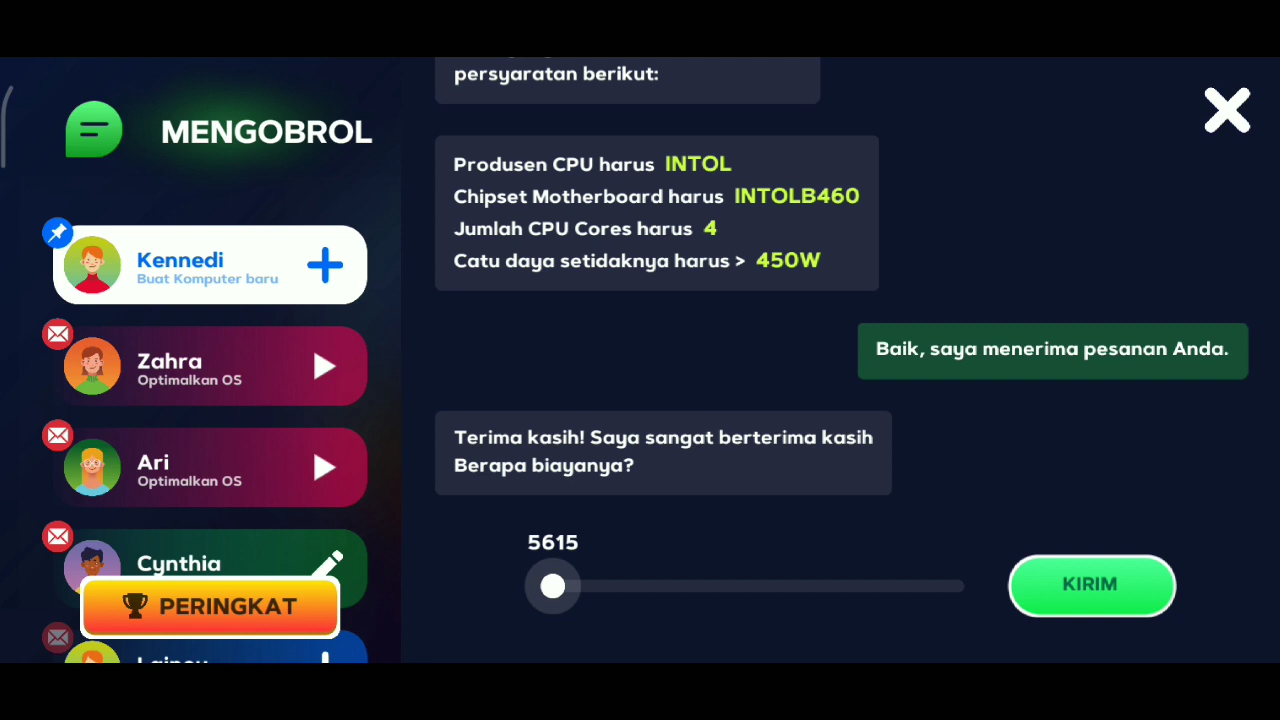 MENGOBROL
Kennedi
Buat Komputer baru
Zahra
Optimalkan OS
Ari
Optimalkan OS
Cynthia
PERINGKAT
persyaratan berikut:
Produsen CPU harus INTOL
Chipset Motherboard harus INTOLB460
Jumlah CPU Cores harus 4
Catu daya setidaknya harus > 450W
Baik, saya menerima pesanan Anda.
Terima kasih! Saya sangat berterima kasih
Berapa biayanya?
5615
KIRIM